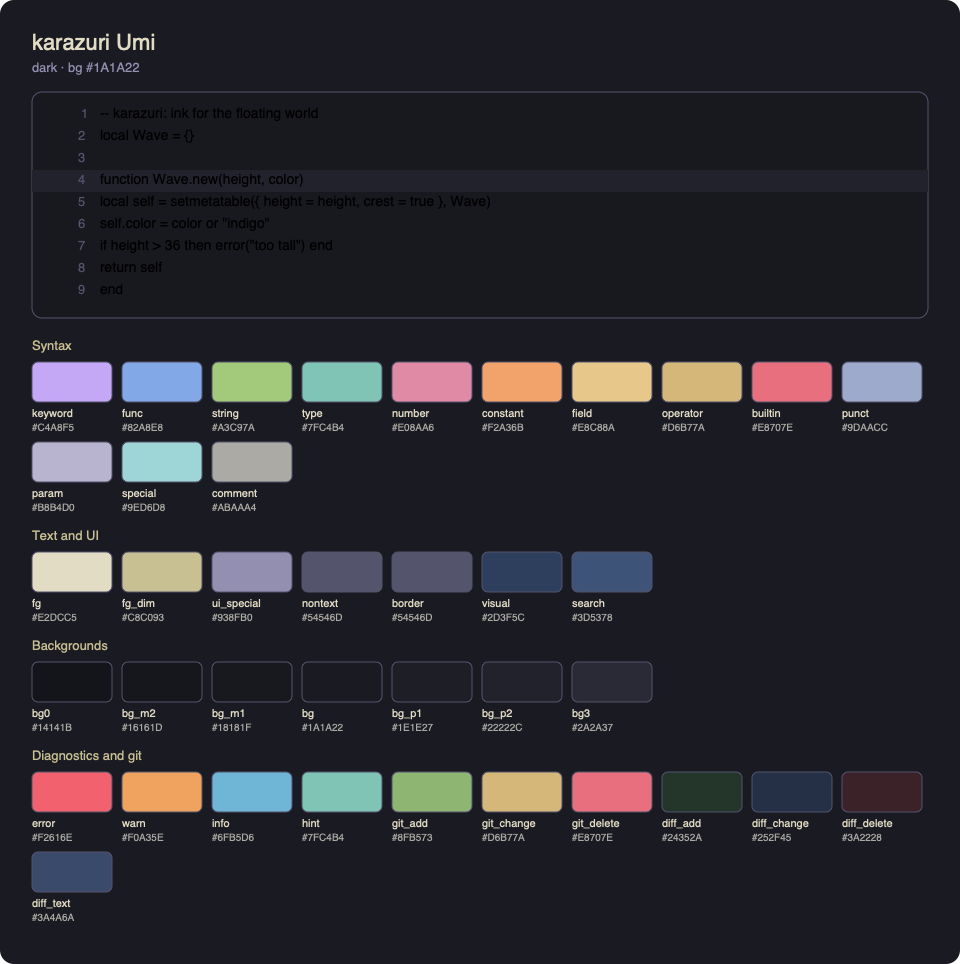 karazuri Umi
dark · bg #1A1A22
1 -- karazuri: ink for the floating world
2 local Wave = {}
3
4 function Wave.new(height, color)
5 local self = setmetatable({ height = height, crest = true }, Wave)
6 self.color = color or "indigo"
7 if height > 36 then error("too tall") end
8 return self
9 end
Syntax
keyword func string type number constant field operator builtin punct
#C4A8F5 #82A8E8 #A3C97A #7FC4B4 #E08AA6 #F2A36B #E8C88A #D6B77A #E8707E #9DAACC
param special comment
#B8B4D0 #9ED6D8 #ABAAA4
Text and UI
fg fg_dim ui_special nontext border visual search
#E2DCC5 #C8C093 #938FB0 #54546D #54546D #2D3F5C #3D5378
Backgrounds
bg0 bg_m2 bg_m1 bg bg_p1 bg_p2 bg3
#14141B #16161D #18181F #1A1A22 #1E1E27 #22222C #2A2A37
Diagnostics and git
error warn info hint git_add git_change git_delete diff_add diff_change diff_delete
#F2616E #F0A35E #6FB5D6 #7FC4B4 #8FB573 #D6B77A #E8707E #24352A #252F45 #3A2228
diff_text
#3A4A6A